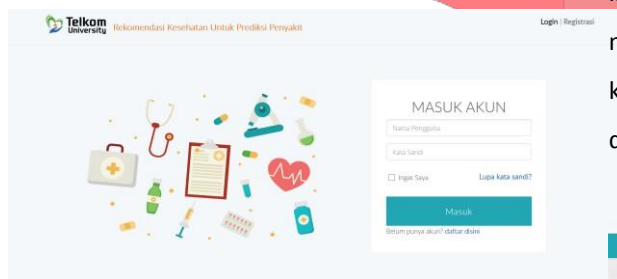 Telkom
University
Rekomendasi Kesehatan Untuk Prediksi Penyakit
Login | Registrasi
MASUK AKUN
Nama Pengguna
Kata Sandi
Ingat Saya
Lupa kata sandi?
Masuk
Belum punya akun? daftar disini